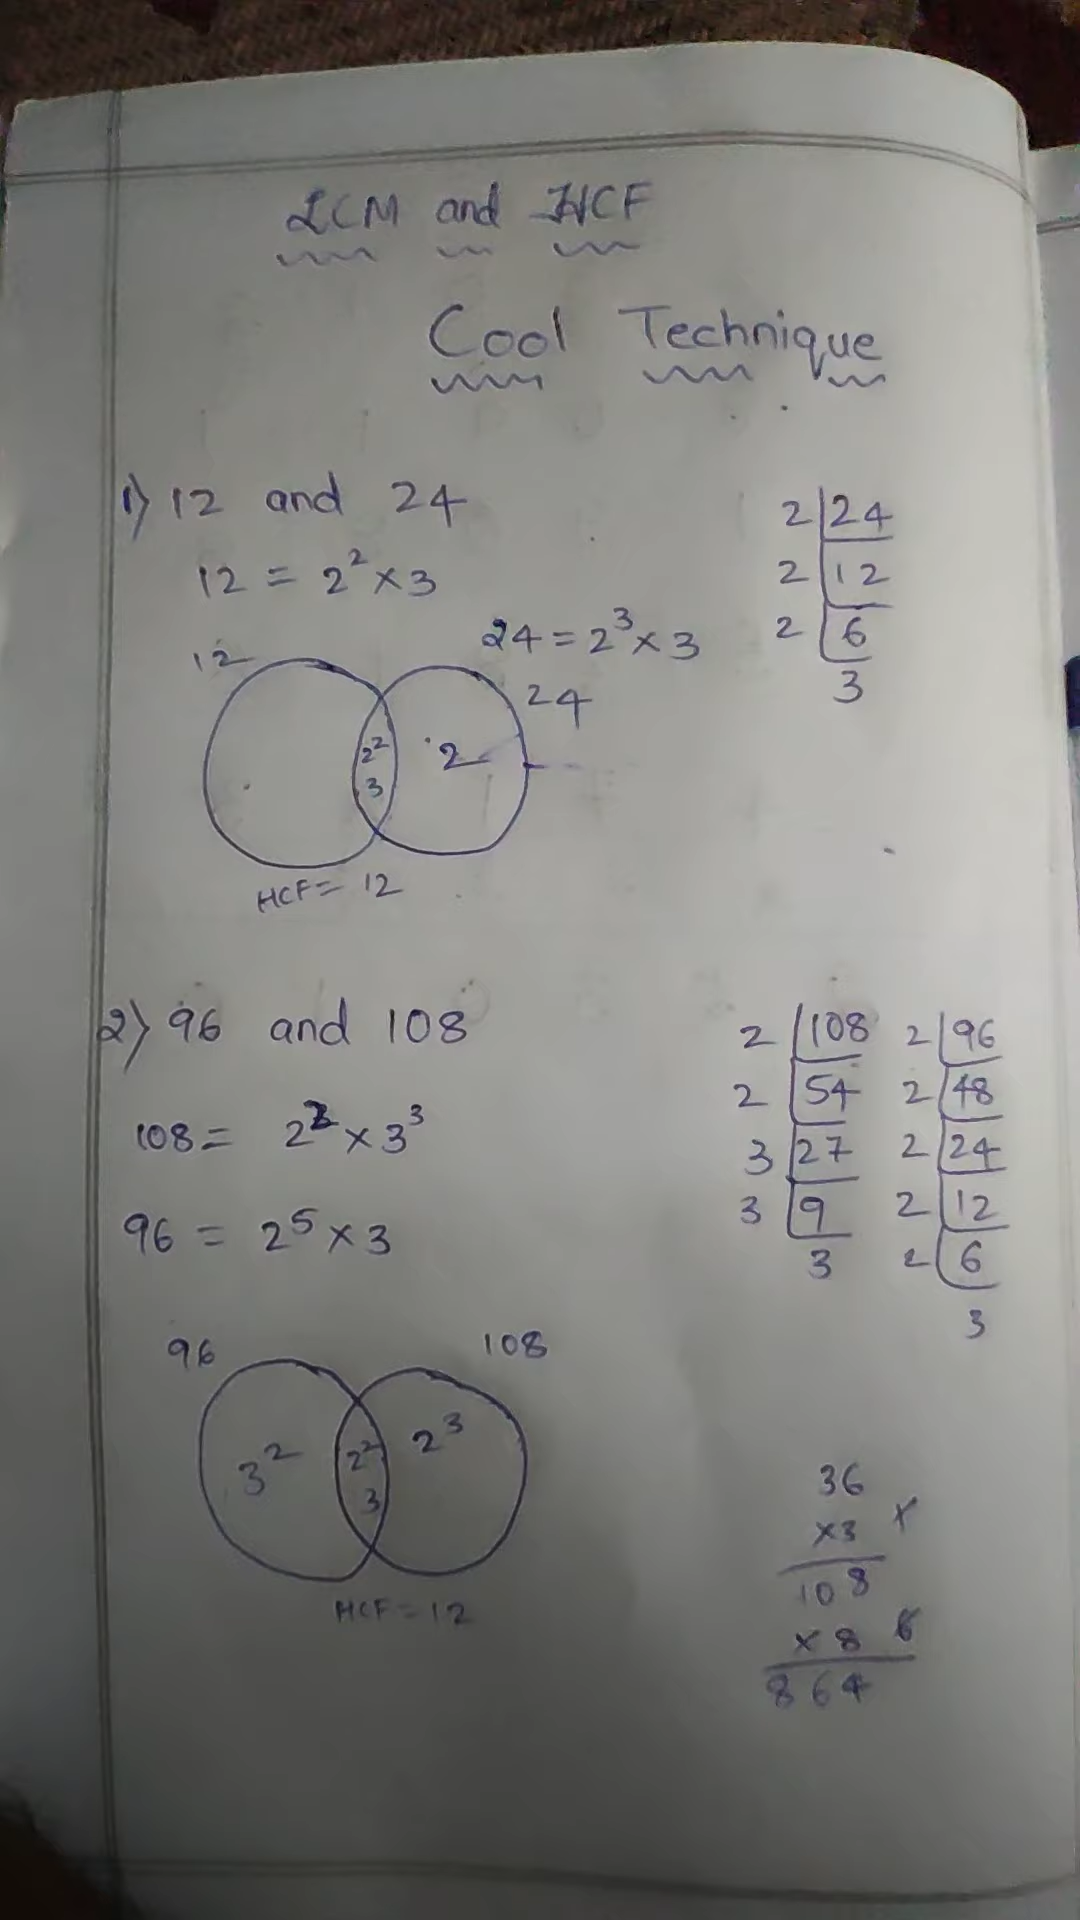 LCM and HCF
Cool Technique
1) 12 and 24
12 = 2² × 3
24 = 2³ × 3
2 | 24
2 | 12
2 | 6
3
12
24
2²
3
2
HCF = 12
2) 96 and 108
108 = 2² × 3³
96 = 2⁵ × 3
2 | 108
2 | 54
3 | 27
3 | 9
3
2 | 96
2 | 48
2 | 24
2 | 12
2 | 6
3
96
108
3²
2²
3
2³
HCF = 12
36
×3
108
× 8
864